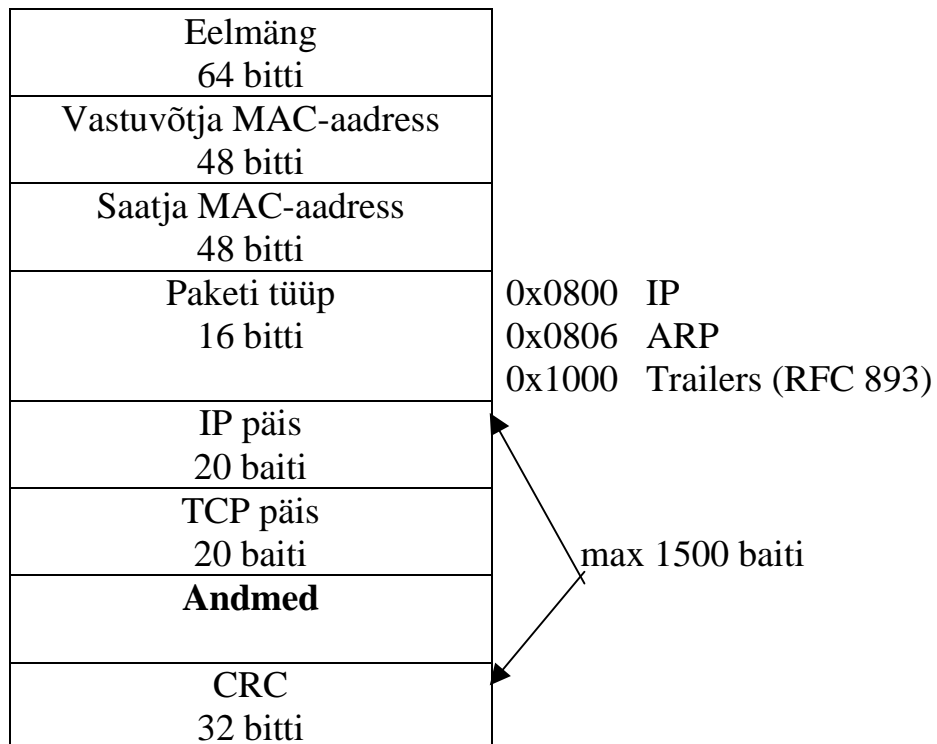 Eelmäng
64 bitti
Vastuvõtja MAC-aadress
48 bitti
Saatja MAC-aadress
48 bitti
Paketi tüüp
16 bitti
0x0800 IP
0x0806 ARP
0x1000 Trailers (RFC 893)
IP päis
20 baiti
TCP päis
20 baiti
max 1500 baiti
Andmed
CRC
32 bitti